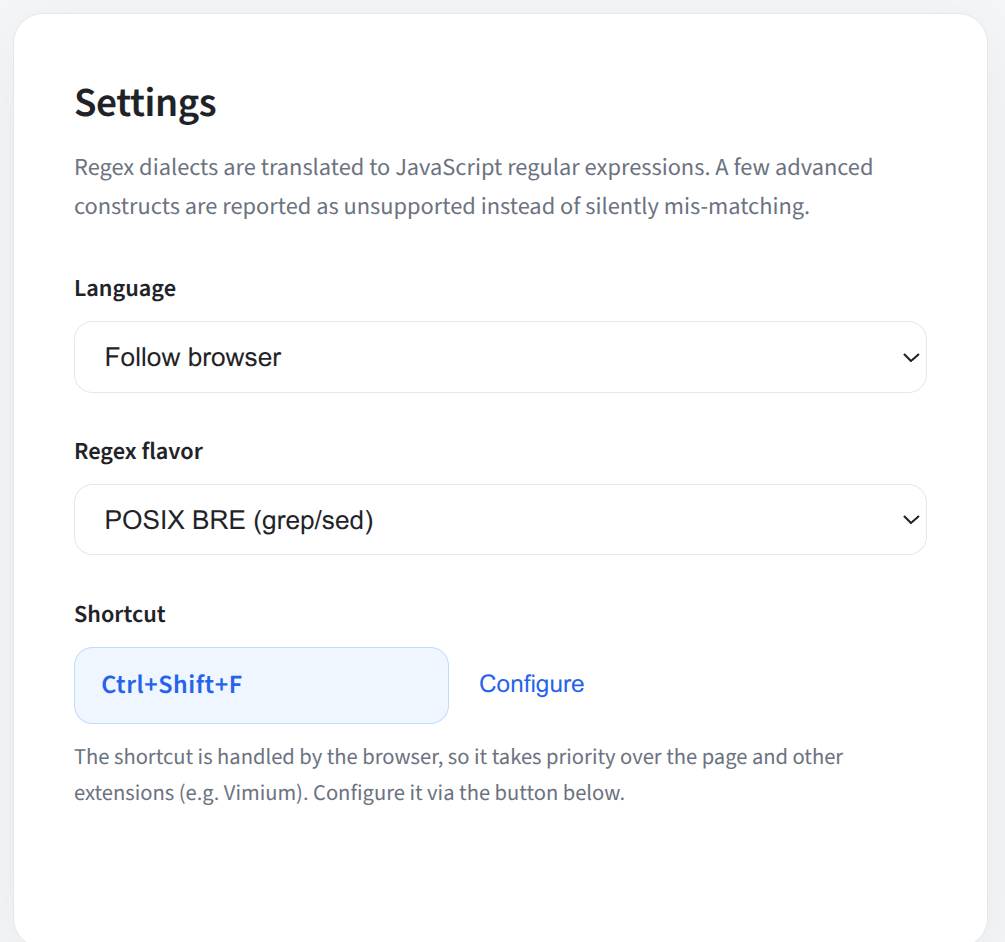 Settings
Regex dialects are translated to JavaScript regular expressions. A few advanced
constructs are reported as unsupported instead of silently mis-matching.
Language
Follow browser
Regex flavor
POSIX BRE (grep/sed)
Shortcut
Ctrl+Shift+F
Configure
The shortcut is handled by the browser, so it takes priority over the page and other
extensions (e.g. Vimium). Configure it via the button below.